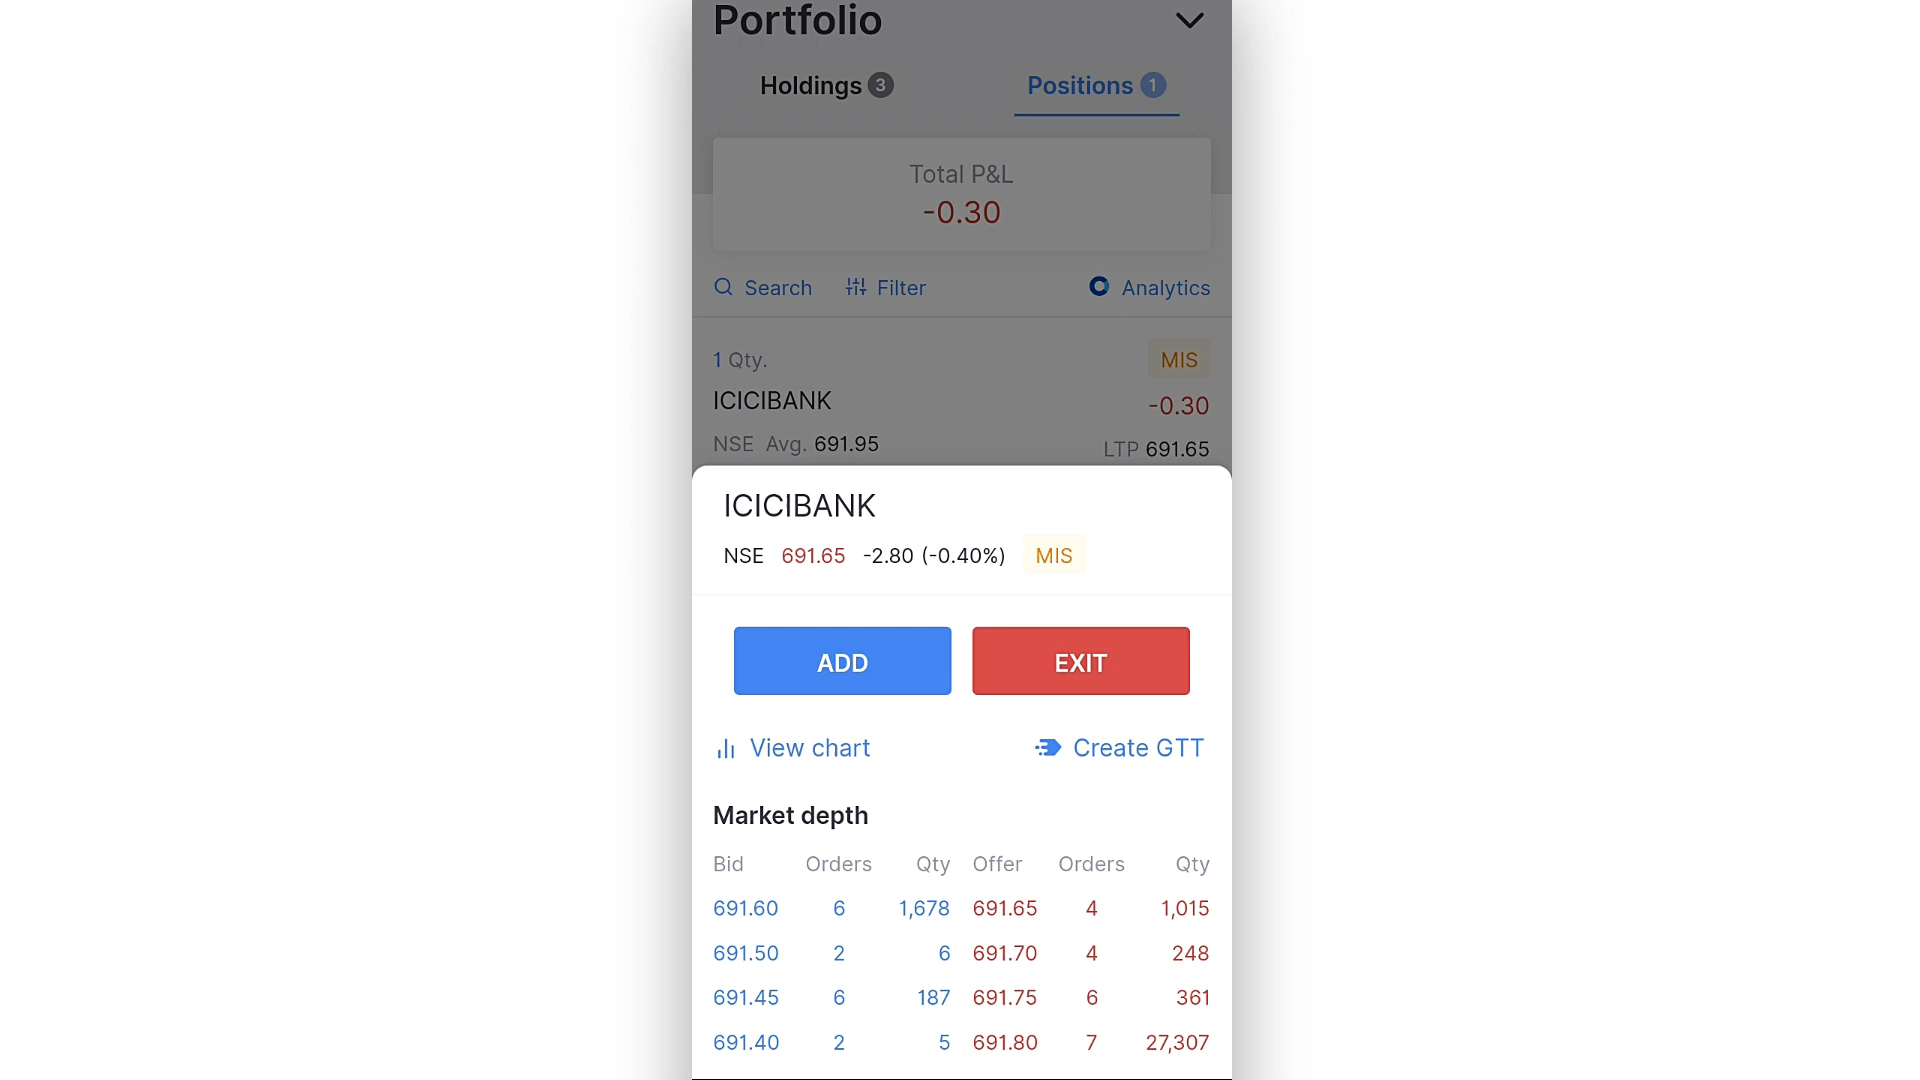 Portfolio
Holdings 3 Positions 1
Total P&L
-0.30
Search Filter Analytics
1 Qty. MIS
ICICIBANK -0.30
NSE Avg. 691.95 LTP 691.65
ICICIBANK
NSE 691.65 -2.80 (-0.40%) MIS
ADD EXIT
View chart Create GTT
Market depth
Bid Orders Qty Offer Orders Qty
691.60 6 1,678 691.65 4 1,015
691.50 2 6 691.70 4 248
691.45 6 187 691.75 6 361
691.40 2 5 691.80 7 27,307